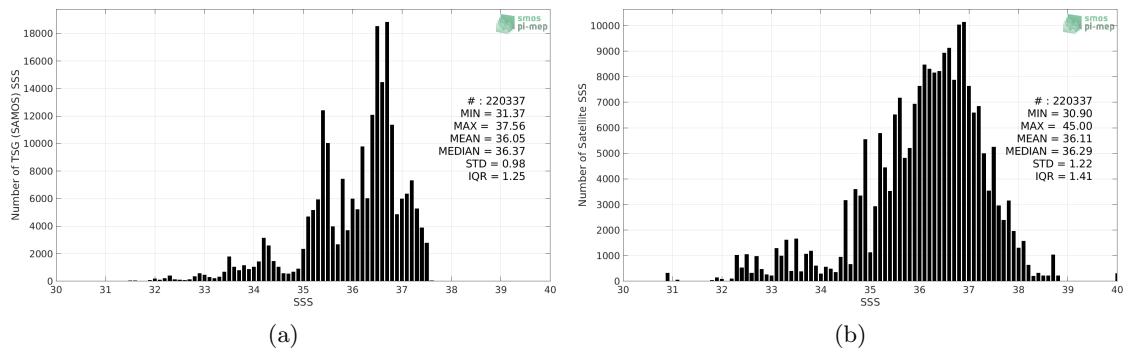 smos
pi-mep
Number of TSG (SAMOS) SSS
18000
16000
14000
12000
10000
8000
6000
4000
2000
0
# : 220337
MIN = 31.37
MAX = 37.56
MEAN = 36.05
MEDIAN = 36.37
STD = 0.98
IQR = 1.25
30 31 32 33 34 35 36 37 38 39 40
SSS
(a)
smos
pi-mep
Number of Satellite SSS
10000
9000
8000
7000
6000
5000
4000
3000
2000
1000
0
# : 220337
MIN = 30.90
MAX = 45.00
MEAN = 36.11
MEDIAN = 36.29
STD = 1.22
IQR = 1.41
30 31 32 33 34 35 36 37 38 39 40
SSS
(b)